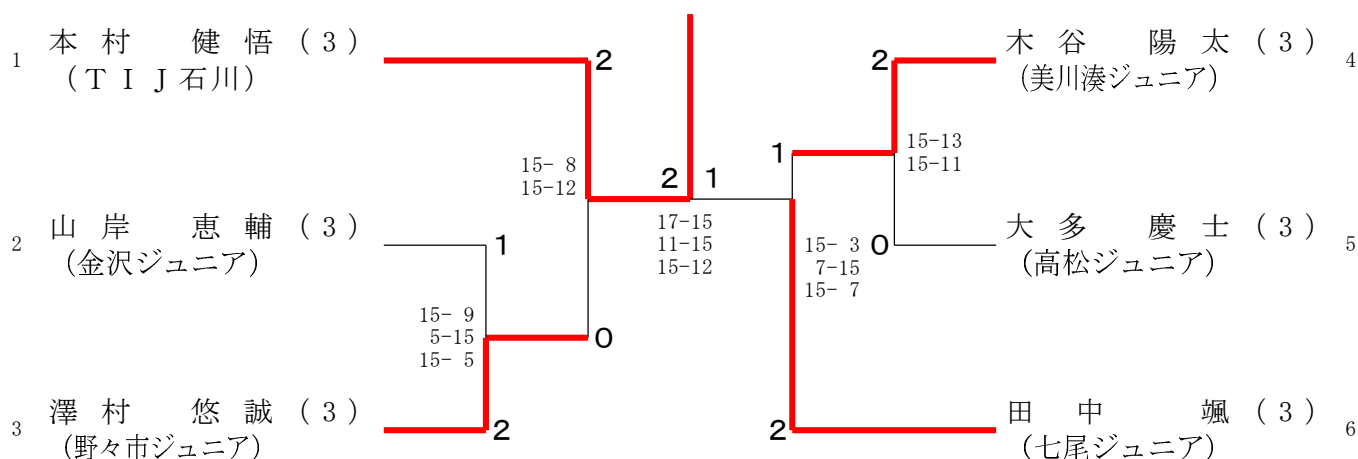 1 本村 健悟 (3)
(TIJ石川)
2
15- 8
15-12
2 山岸 恵輔 (3)
(金沢ジュニア)
1
15- 9
5-15
15- 5
0
3 澤村 悠誠 (3)
(野々市ジュニア)
2
2 1
17-15
11-15
15-12
木谷 陽太 (3) 4
(美川湊ジュニア)
2
15-13
15-11
1
大多 慶士 (3) 5
(高松ジュニア)
0
15- 3
7-15
15- 7
田中 颯 (3) 6
(七尾ジュニア)
2